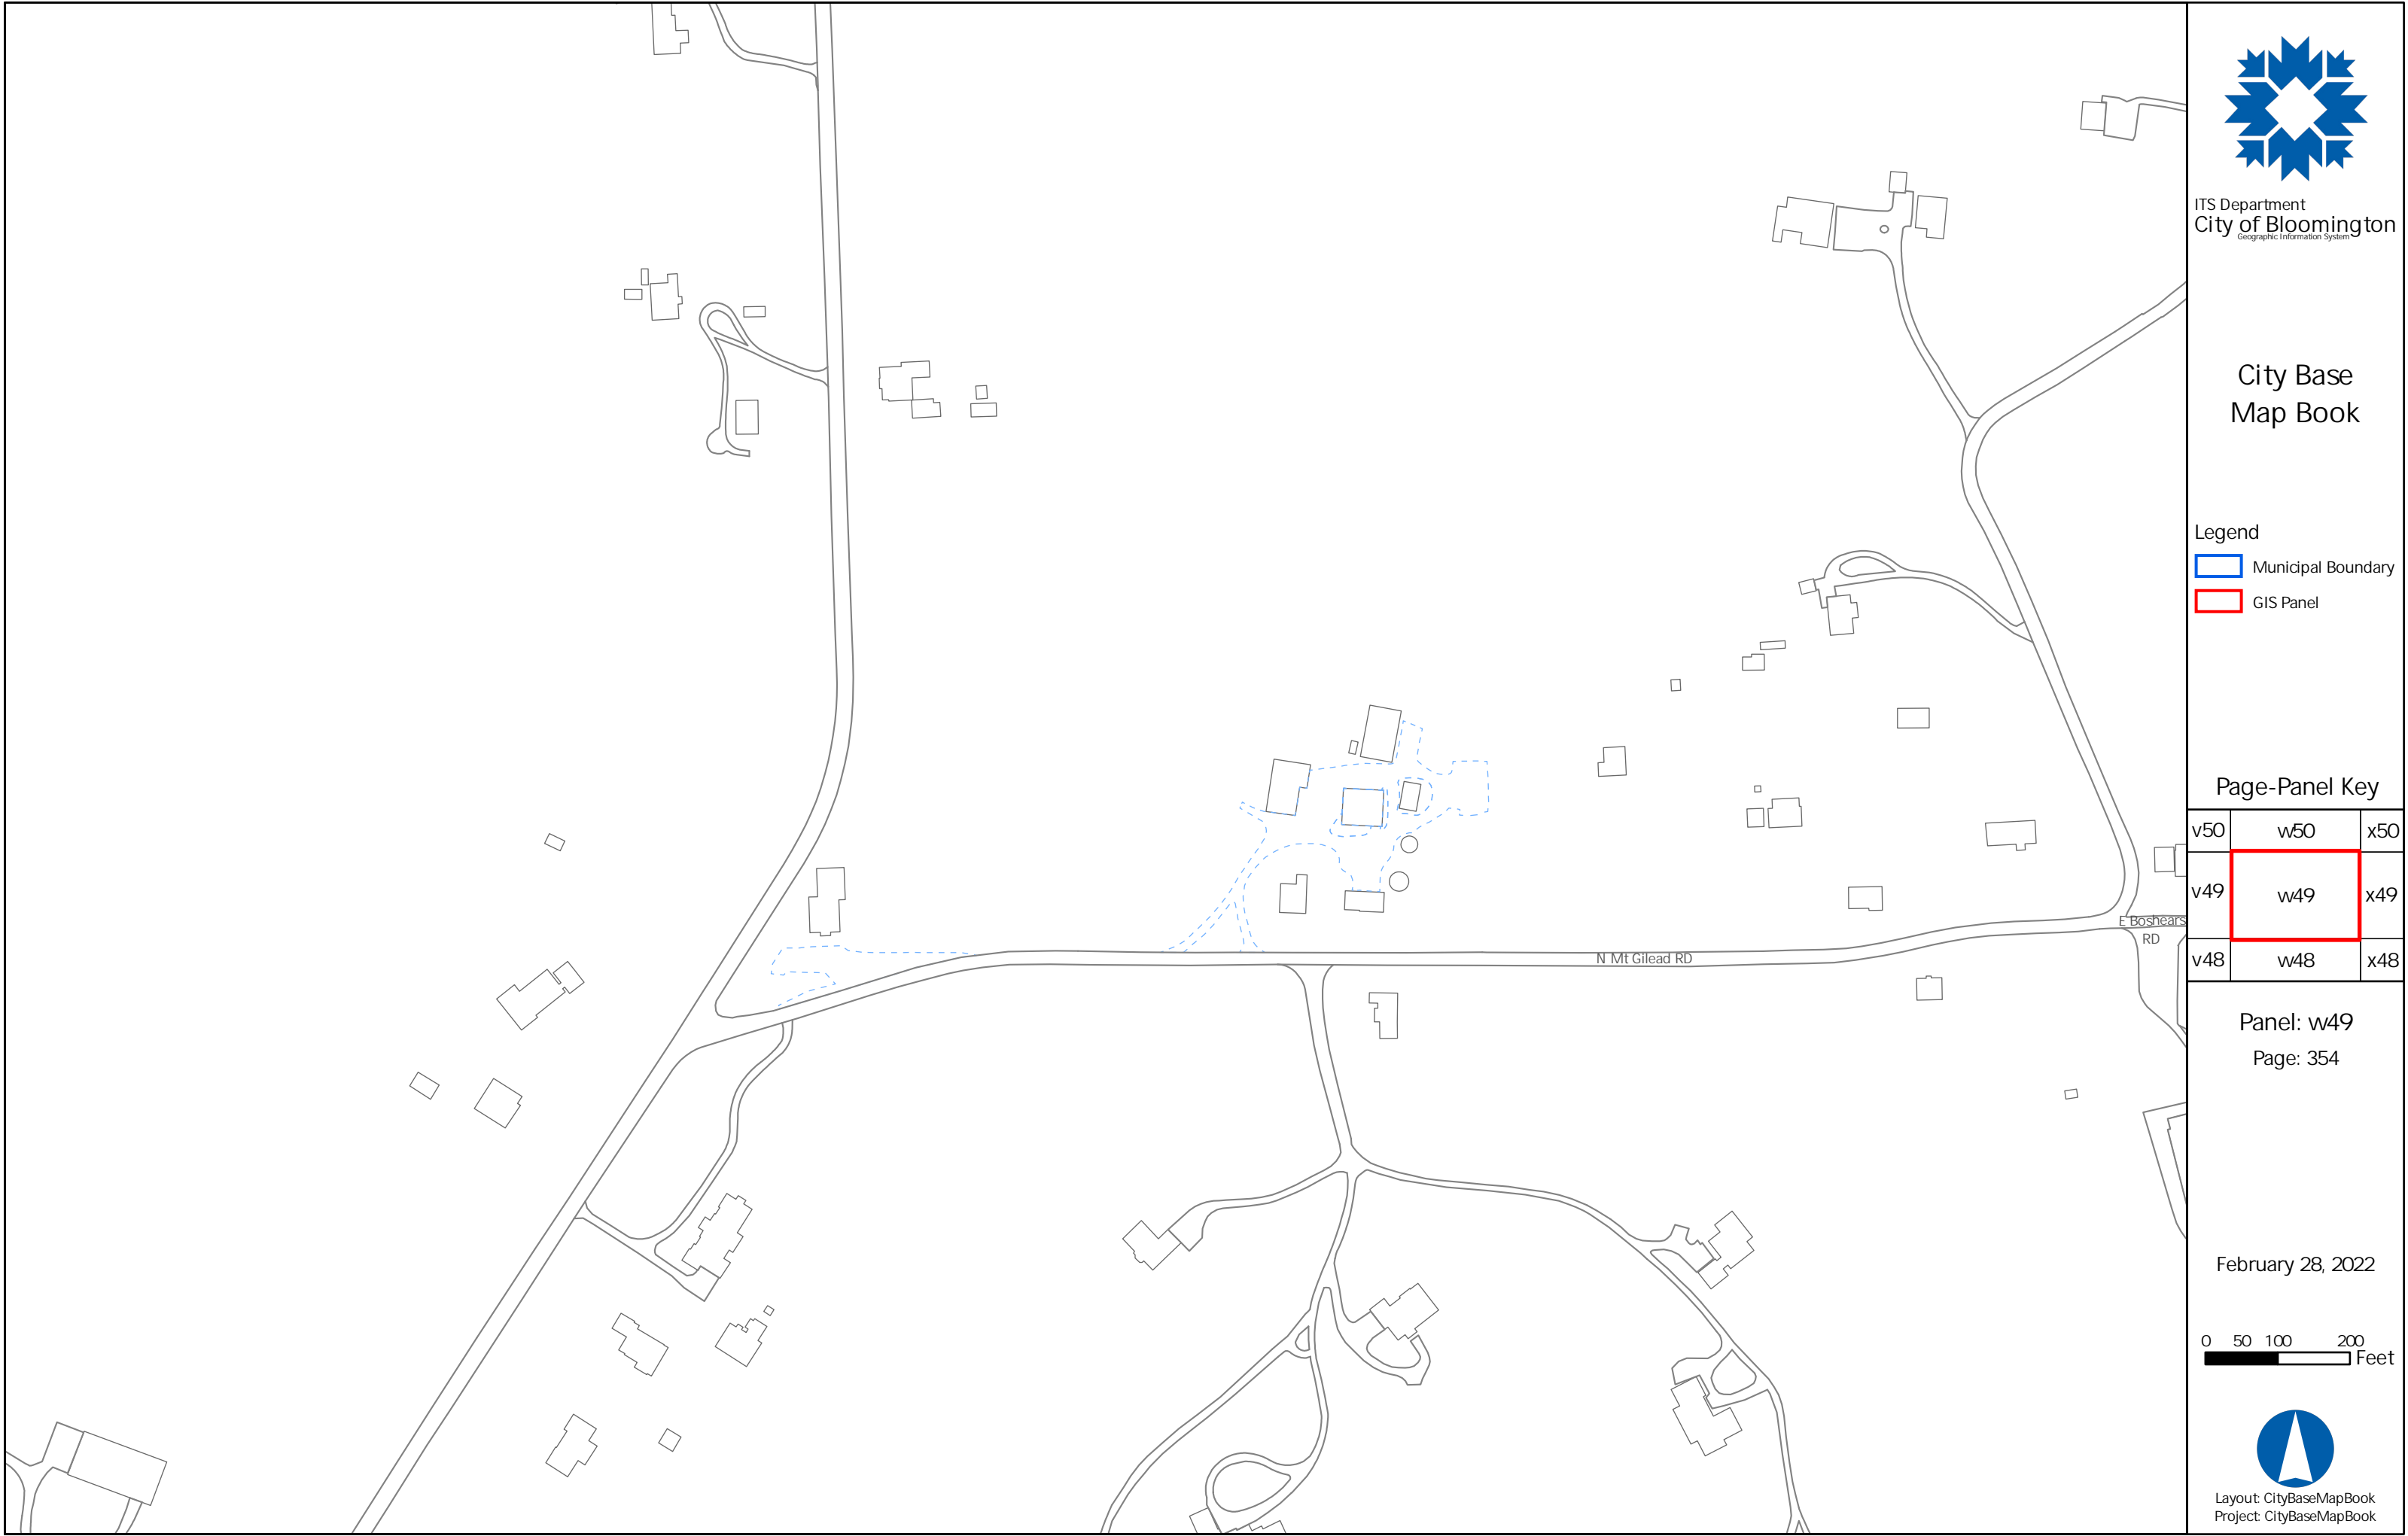 ITS Department
City of Bloomington
Geographic Information System
City Base
Map Book
Legend
Municipal Boundary
GIS Panel
Page-Panel Key
v50 w50 x50
v49 w49 x49
v48 w48 x48
E Boshears
RD
N Mt Gilead RD
Panel: w49
Page: 354
February 28, 2022
0 50 100 200
Feet
Layout: CityBaseMapBook
Project: CityBaseMapBook